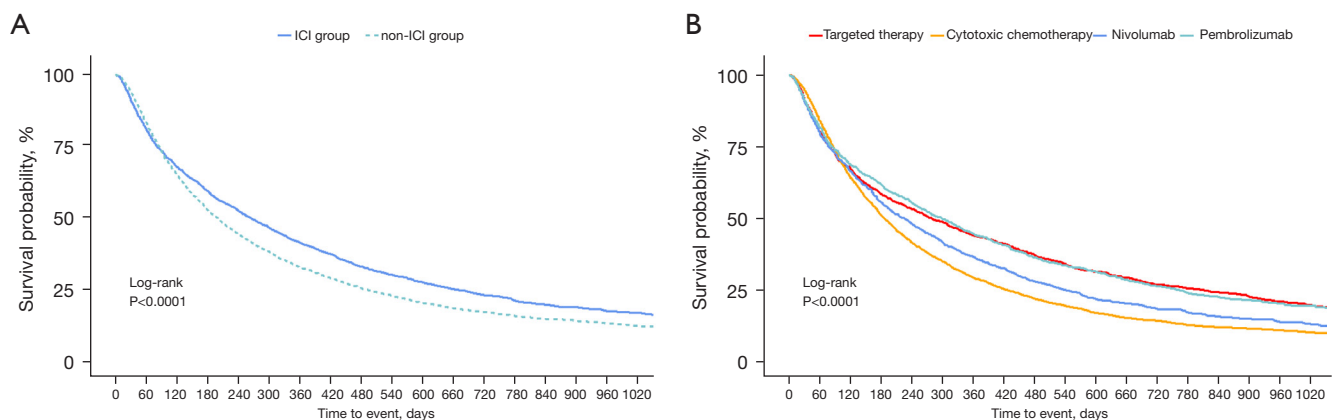 A
ICI group non-ICI group
100
75
50
25
0
Survival probability, %
Log-rank
P<0.0001
0 60 120 180 240 300 360 420 480 540 600 660 720 780 840 900 960 1020
Time to event, days
B
Targeted therapy Cytotoxic chemotherapy Nivolumab Pembrolizumab
100
75
50
25
0
Survival probability, %
Log-rank
P<0.0001
0 60 120 180 240 300 360 420 480 540 600 660 720 780 840 900 960 1020
Time to event, days